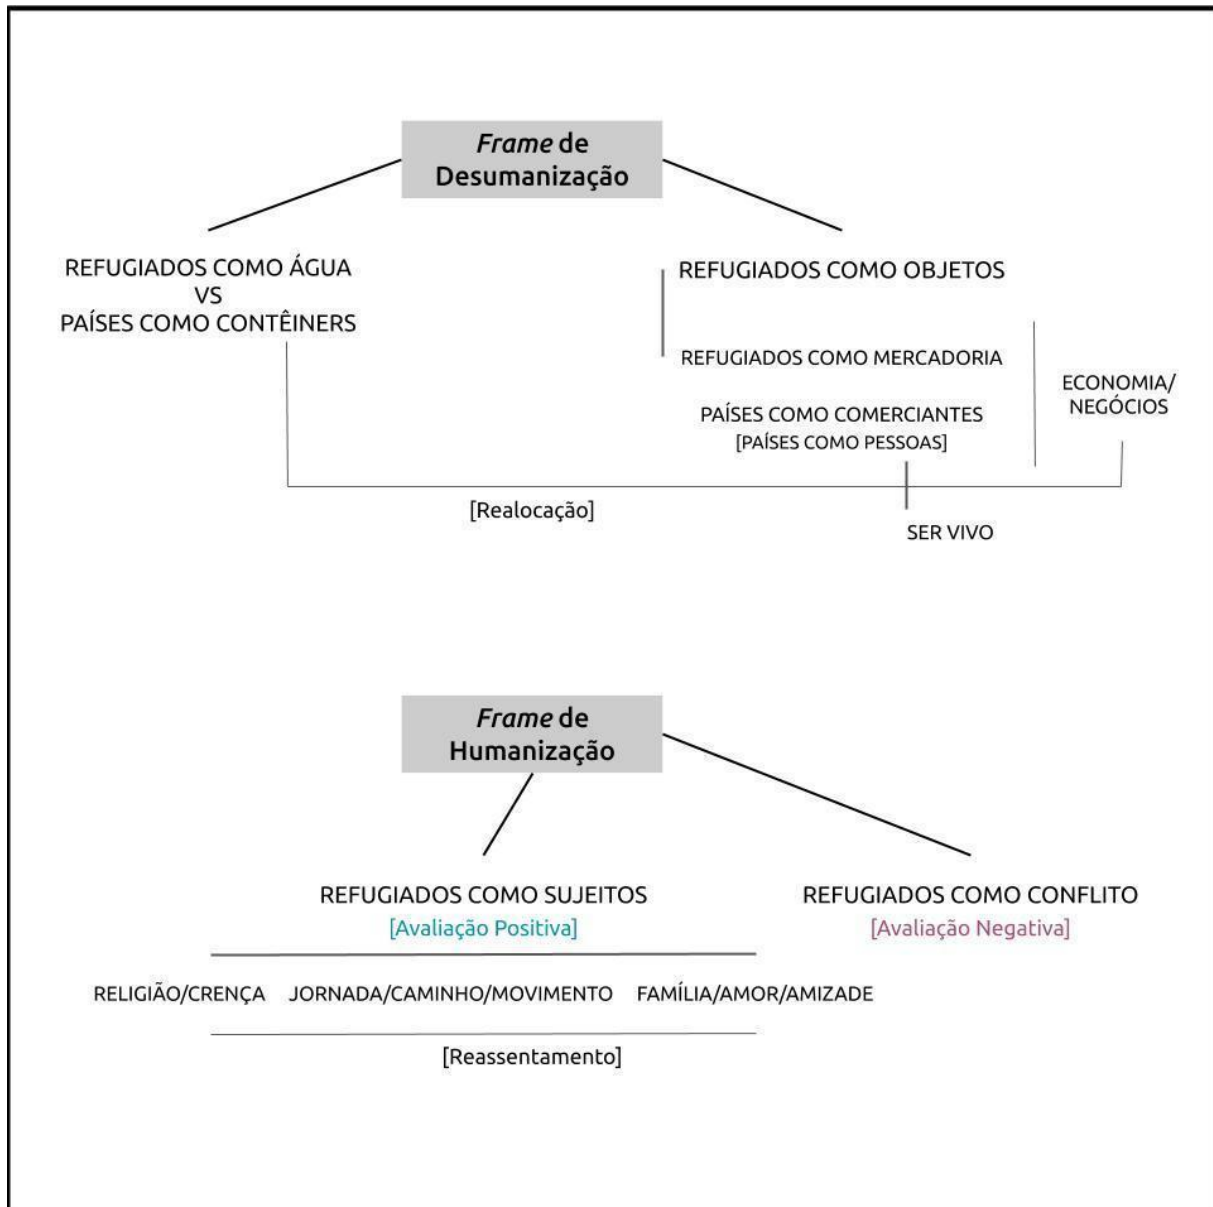 Frame de
Desumanização
REFUGIADOS COMO ÁGUA
VS
PAÍSES COMO CONTÊINERS
REFUGIADOS COMO OBJETOS
REFUGIADOS COMO MERCADORIA
PAÍSES COMO COMERCIANTES
[PAÍSES COMO PESSOAS]
ECONOMIA/
NEGÓCIOS
[Realocação]
SER VIVO
Frame de
Humanização
REFUGIADOS COMO SUJEITOS
[Avaliação Positiva]
REFUGIADOS COMO CONFLITO
[Avaliação Negativa]
RELIGIÃO/CRENÇA
JORNADA/CAMINHO/MOVIMENTO
FAMÍLIA/AMOR/AMIZADE
[Reassentamento]